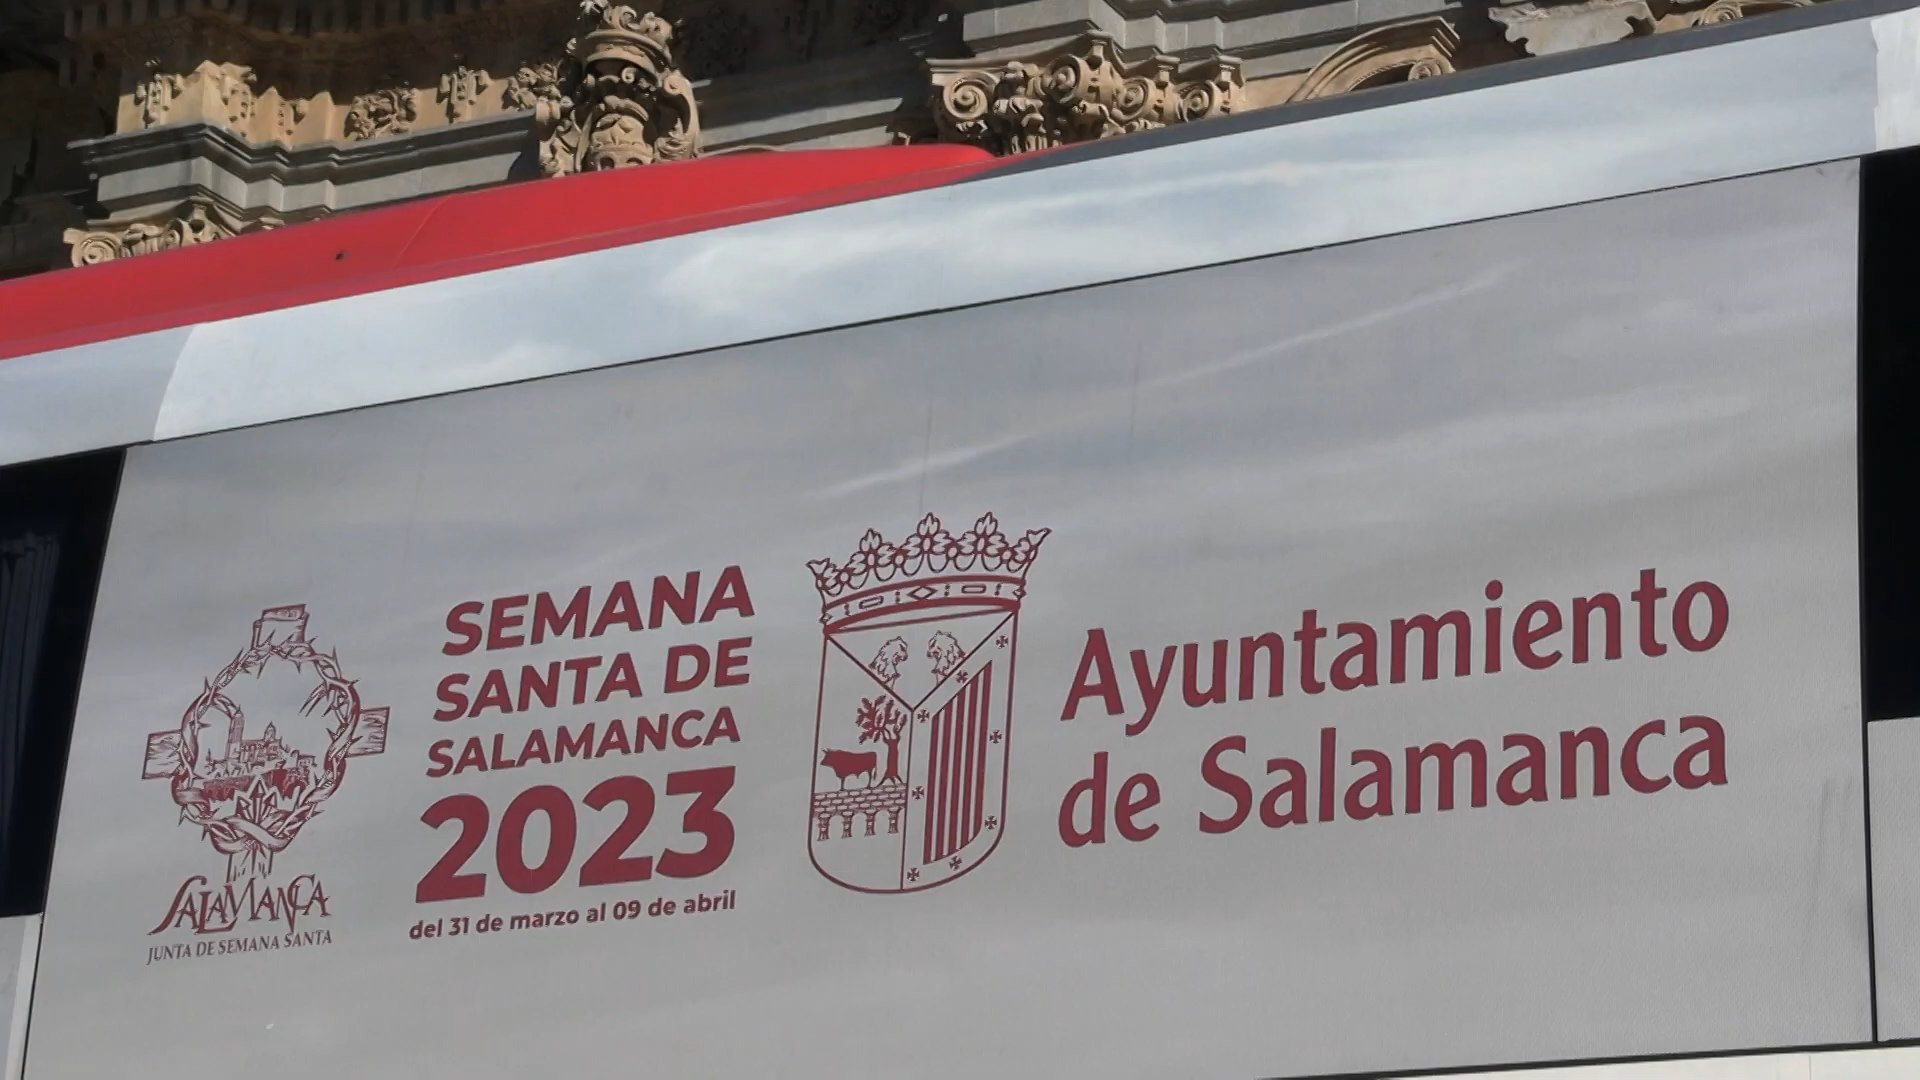 SALAMANCA
JUNTA DE SEMANA SANTA
SEMANA
SANTA DE
SALAMANCA
2023
del 31 de marzo al 09 de abril
Ayuntamiento
de Salamanca